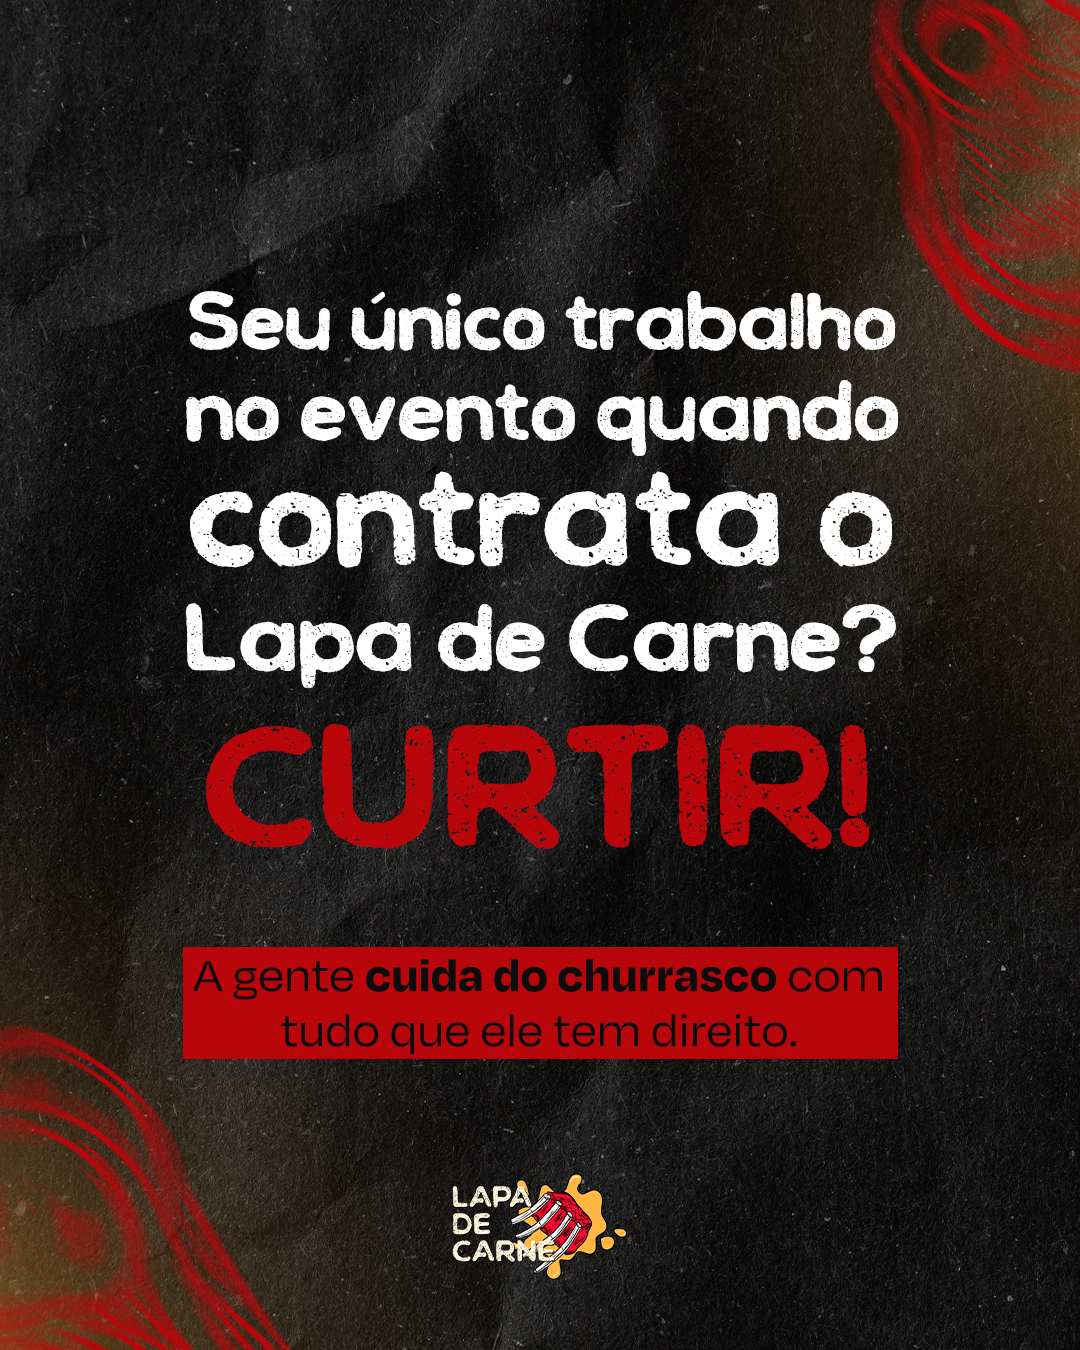 Seu único trabalho
no evento quando
contrata o
Lapa de Carne?
CURTIR!
A gente cuida do churrasco com
tudo que ele tem direito.
LAPA
DE
CARNE